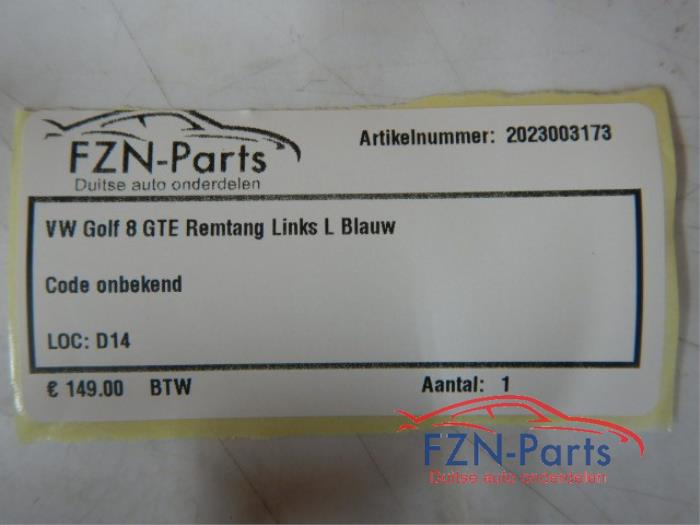 Artikelnummer: 2023003173
FZN-Parts
Duitse auto onderdelen
VW Golf 8 GTE Remtang Links L Blauw
Code onbekend
LOC: D14
€ 149.00 BTW Aantal: 1
FZN-Parts
Duitse auto onderdelen